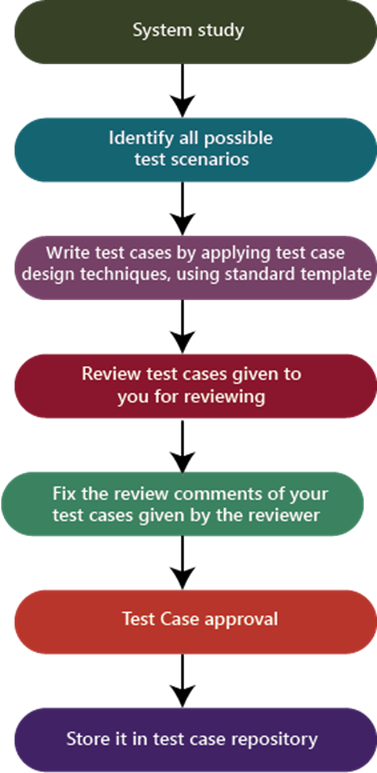 System study
Identify all possible
test scenarios
Write test cases by applying test case
design techniques, using standard template
Review test cases given to
you for reviewing
Fix the review comments of your
test cases given by the reviewer
Test Case approval
Store it in test case repository